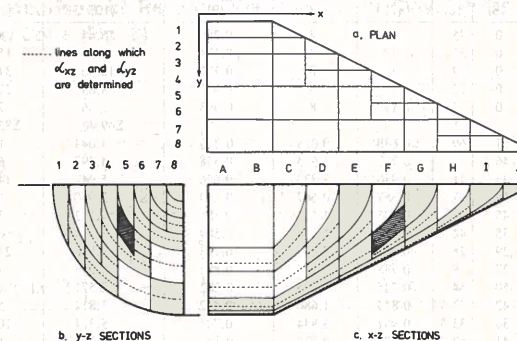 x
a. PLAN
y
1
2
3
4
5
6
7
8
lines along which
αxz and αyz
are determined
1 2 3 4 5 6 7 8
A B C D E F G H I
b. y-z SECTIONS
c. x-z SECTIONS